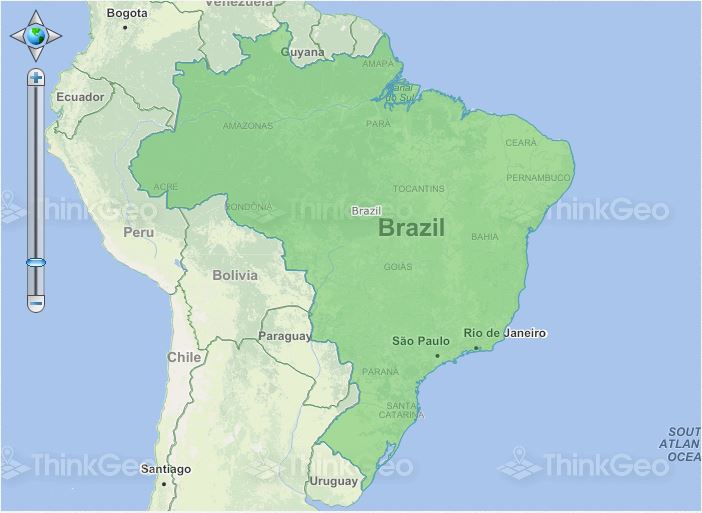 Venezuela
Bogota
Guyana
AMAPÁ
Canal
do Sul
Ecuador
AMAZONAS
PARÁ
CEARÁ
PERNAMBUCO
ACRE
RONDÔNIA
TOCANTINS
ThinkGeo
ThinkGeo
ThinkGeo
Brazil
Brazil
Peru
BAHIA
GOIÁS
Bolivia
Paraguay
São Paulo
Rio de Janeiro
Chile
PARANÁ
SANTA
CATARINA
SOUT
ATLAN
OCEA
ThinkGeo
ThinkGeo
ThinkGeo
Santiago
Uruguay